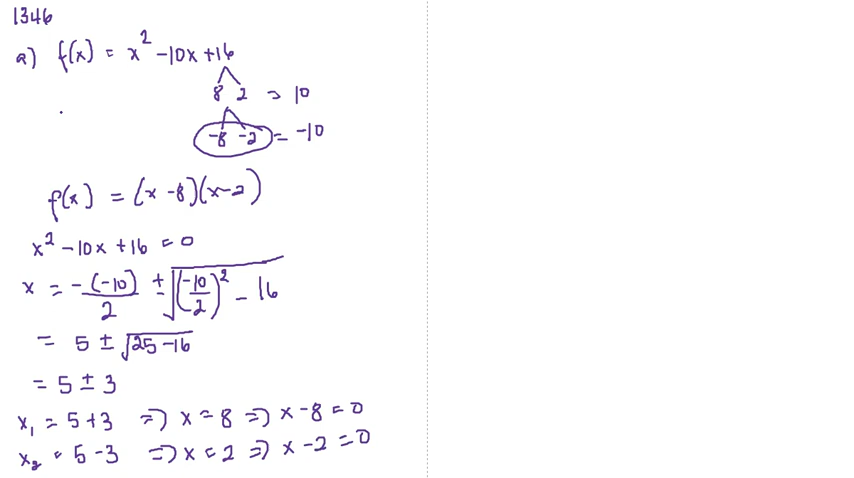 1346
a) f(x) = x² -10x +16
8 2 => 10
-8 -2 = -10
f(x) = (x -8)(x-2)
x² -10x +16 = 0
x = -(-10)/2 ± √((-10/2)² - 16)
= 5 ± √(25 -16)
= 5 ± 3
x₁ = 5+3 => x = 8 => x -8 = 0
x₂ = 5 -3 => x = 2 => x -2 = 0